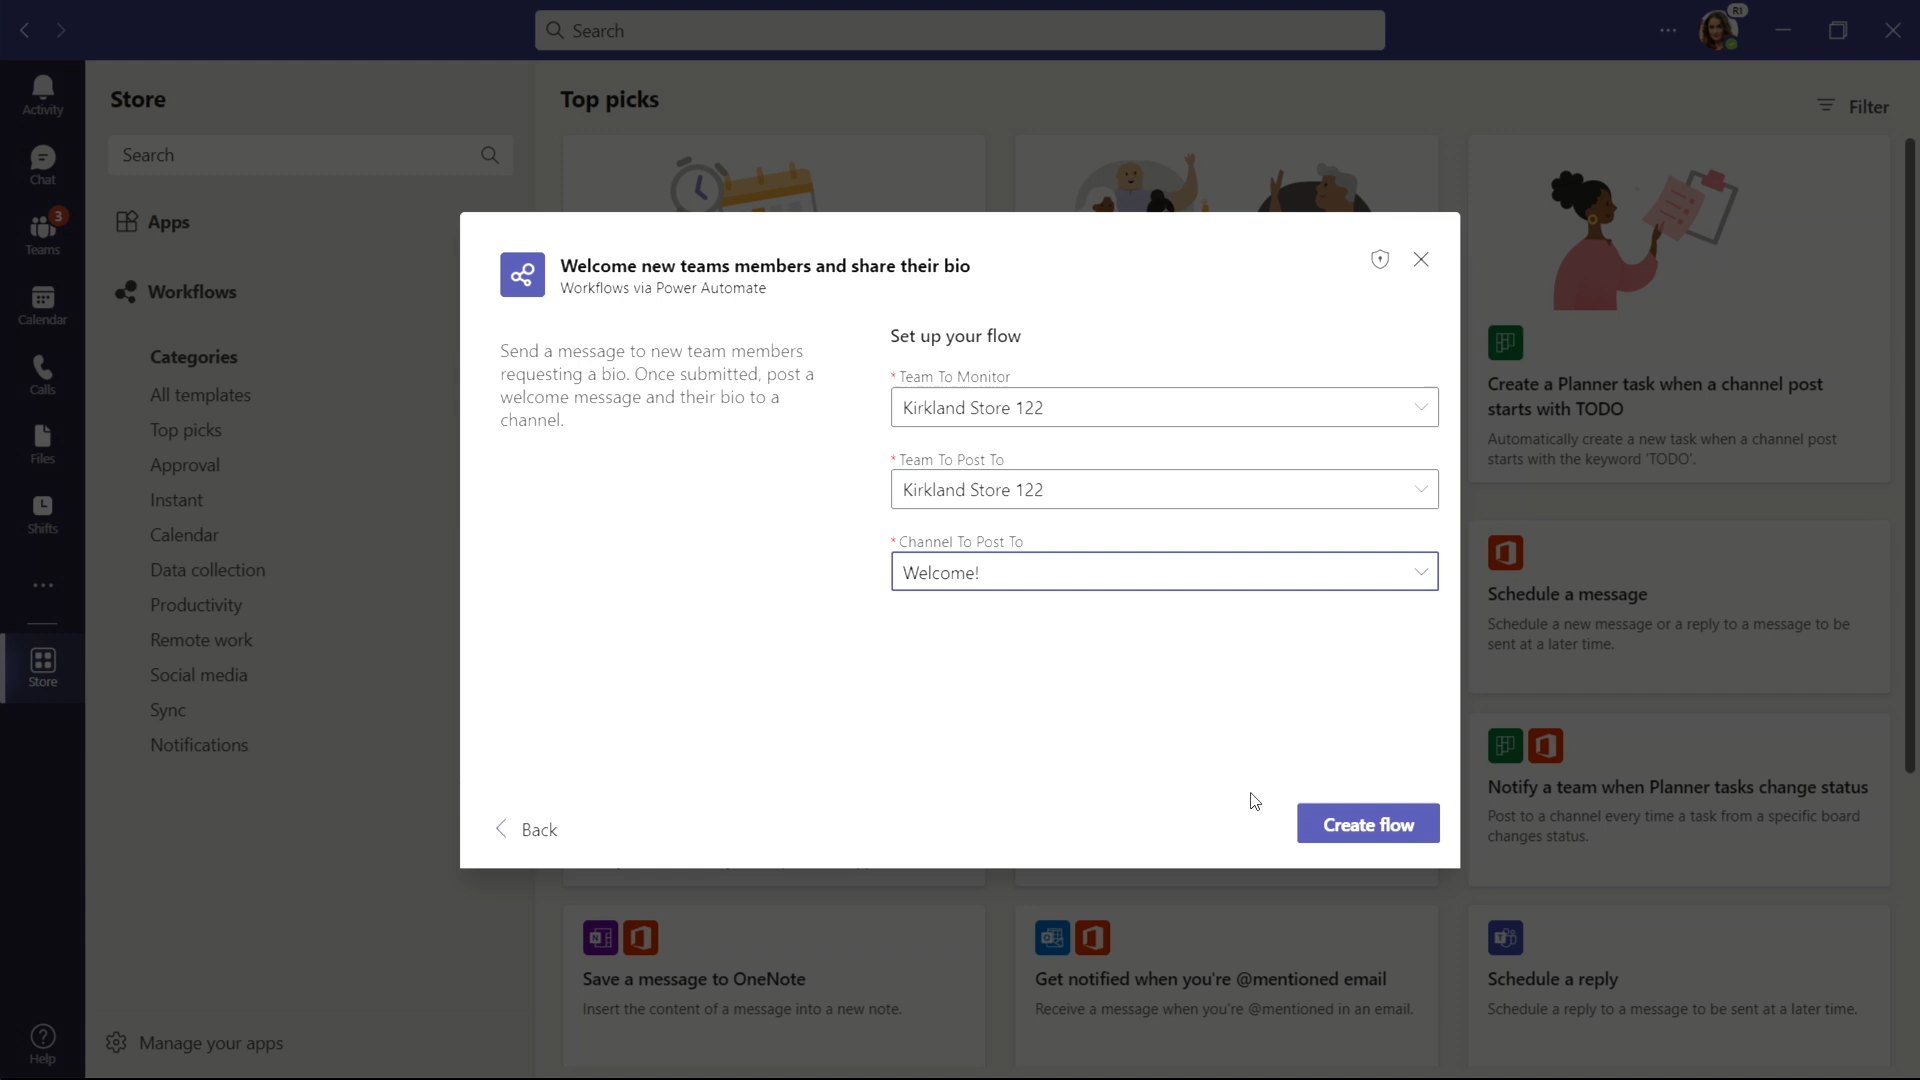 Search
R1
Activity
Chat
3
Teams
Calendar
Calls
Files
Shifts
Store
Help
Store
Search
Apps
Workflows
Categories
All templates
Top picks
Approval
Instant
Calendar
Data collection
Productivity
Remote work
Social media
Sync
Notifications
Manage your apps
Top picks
Filter
Welcome new teams members and share their bio
Workflows via Power Automate
Send a message to new team members
requesting a bio. Once submitted, post a
welcome message and their bio to a
channel.
Set up your flow
* Team To Monitor
Kirkland Store 122
* Team To Post To
Kirkland Store 122
* Channel To Post To
Welcome!
Back
Create flow
Create a Planner task when a channel post
starts with TODO
Automatically create a new task when a channel post
starts with the keyword 'TODO'.
Schedule a message
Schedule a new message or a reply to a message to be
sent at a later time.
Notify a team when Planner tasks change status
Post to a channel every time a task from a specific board
changes status.
Save a message to OneNote
Insert the content of a message into a new note.
Get notified when you're @mentioned email
Receive a message when you're @mentioned in an email.
Schedule a reply
Schedule a reply to a message to be sent at a later time.